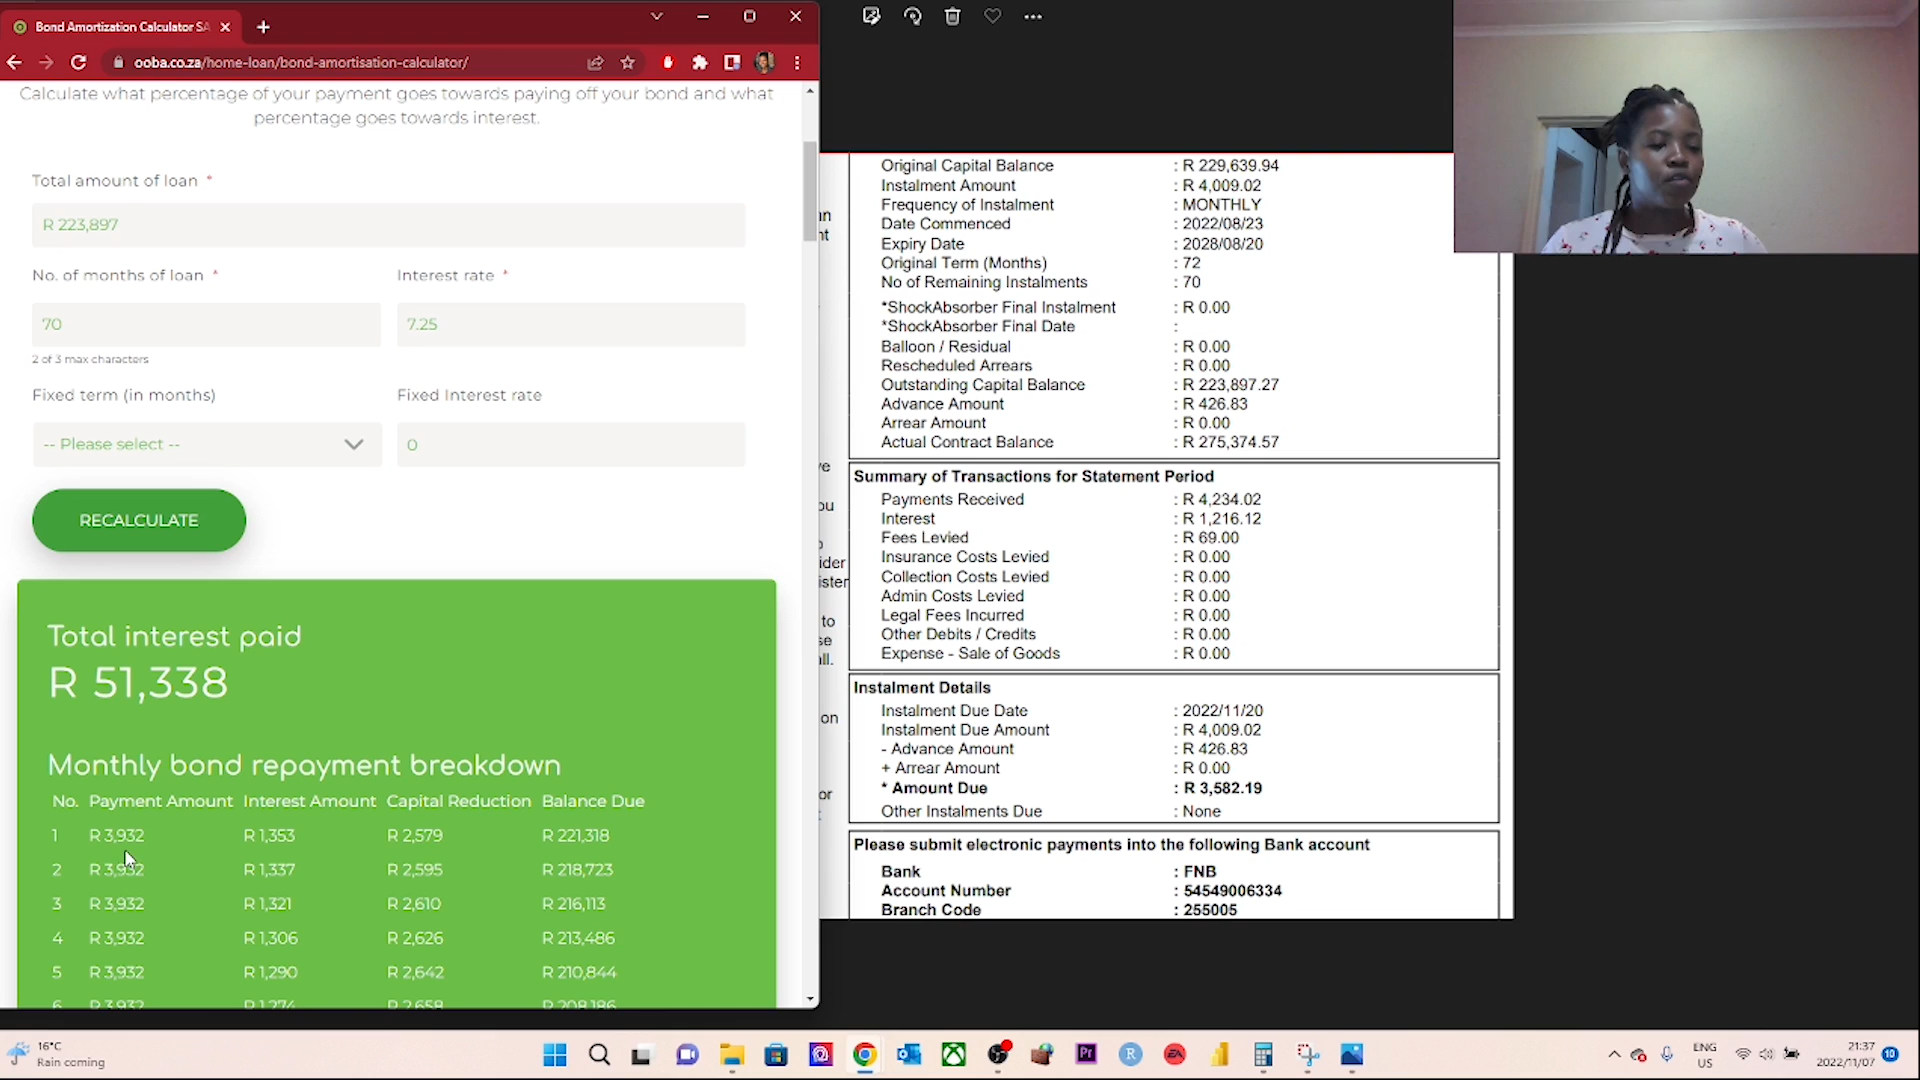 Bond Amortization Calculator SA
ooba.co.za/home-loan/bond-amortisation-calculator/
Calculate what percentage of your payment goes towards paying off your bond and what
percentage goes towards interest.
Total amount of loan *
R 223,897
No. of months of loan *
Interest rate *
70
7.25
2 of 3 max characters
Fixed term (in months)
Fixed Interest rate
-- Please select --
0
RECALCULATE
Total interest paid
R 51,338
Monthly bond repayment breakdown
No. Payment Amount Interest Amount Capital Reduction Balance Due
1 R 3,932 R 1,353 R 2,579 R 221,318
2 R 3,932 R 1,337 R 2,595 R 218,723
3 R 3,932 R 1,321 R 2,610 R 216,113
4 R 3,932 R 1,306 R 2,626 R 213,486
5 R 3,932 R 1,290 R 2,642 R 210,844
6 R 3,932 R 1,274 R 2,658 R 208,186
Original Capital Balance : R 229,639.94
Instalment Amount : R 4,009.02
Frequency of Instalment : MONTHLY
Date Commenced : 2022/08/23
Expiry Date : 2028/08/20
Original Term (Months) : 72
No of Remaining Instalments : 70
*ShockAbsorber Final Instalment : R 0.00
*ShockAbsorber Final Date :
Balloon / Residual : R 0.00
Rescheduled Arrears : R 0.00
Outstanding Capital Balance : R 223,897.27
Advance Amount : R 426.83
Arrear Amount : R 0.00
Actual Contract Balance : R 275,374.57
Summary of Transactions for Statement Period
Payments Received : R 4,234.02
Interest : R 1,216.12
Fees Levied : R 69.00
Insurance Costs Levied : R 0.00
Collection Costs Levied : R 0.00
Admin Costs Levied : R 0.00
Legal Fees Incurred : R 0.00
Other Debits / Credits : R 0.00
Expense - Sale of Goods : R 0.00
Instalment Details
Instalment Due Date : 2022/11/20
Instalment Due Amount : R 4,009.02
- Advance Amount : R 426.83
+ Arrear Amount : R 0.00
* Amount Due : R 3,582.19
Other Instalments Due : None
Please submit electronic payments into the following Bank account
Bank : FNB
Account Number : 54549006334
Branch Code : 255005
16°C
Rain coming
Pr
R
EA
ENG
US
21:37
2022/11/07
10